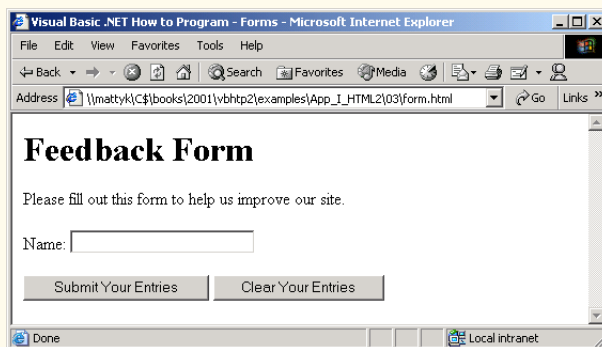 Visual Basic .NET How to Program - Forms - Microsoft Internet Explorer
File Edit View Favorites Tools Help
Back Search Favorites Media
Address \\mattyk\C$\books\2001\vbhtp2\examples\App_I_HTML2\03\form.html Go Links »
Feedback Form
Please fill out this form to help us improve our site.
Name:
Submit Your Entries Clear Your Entries
Done Local intranet